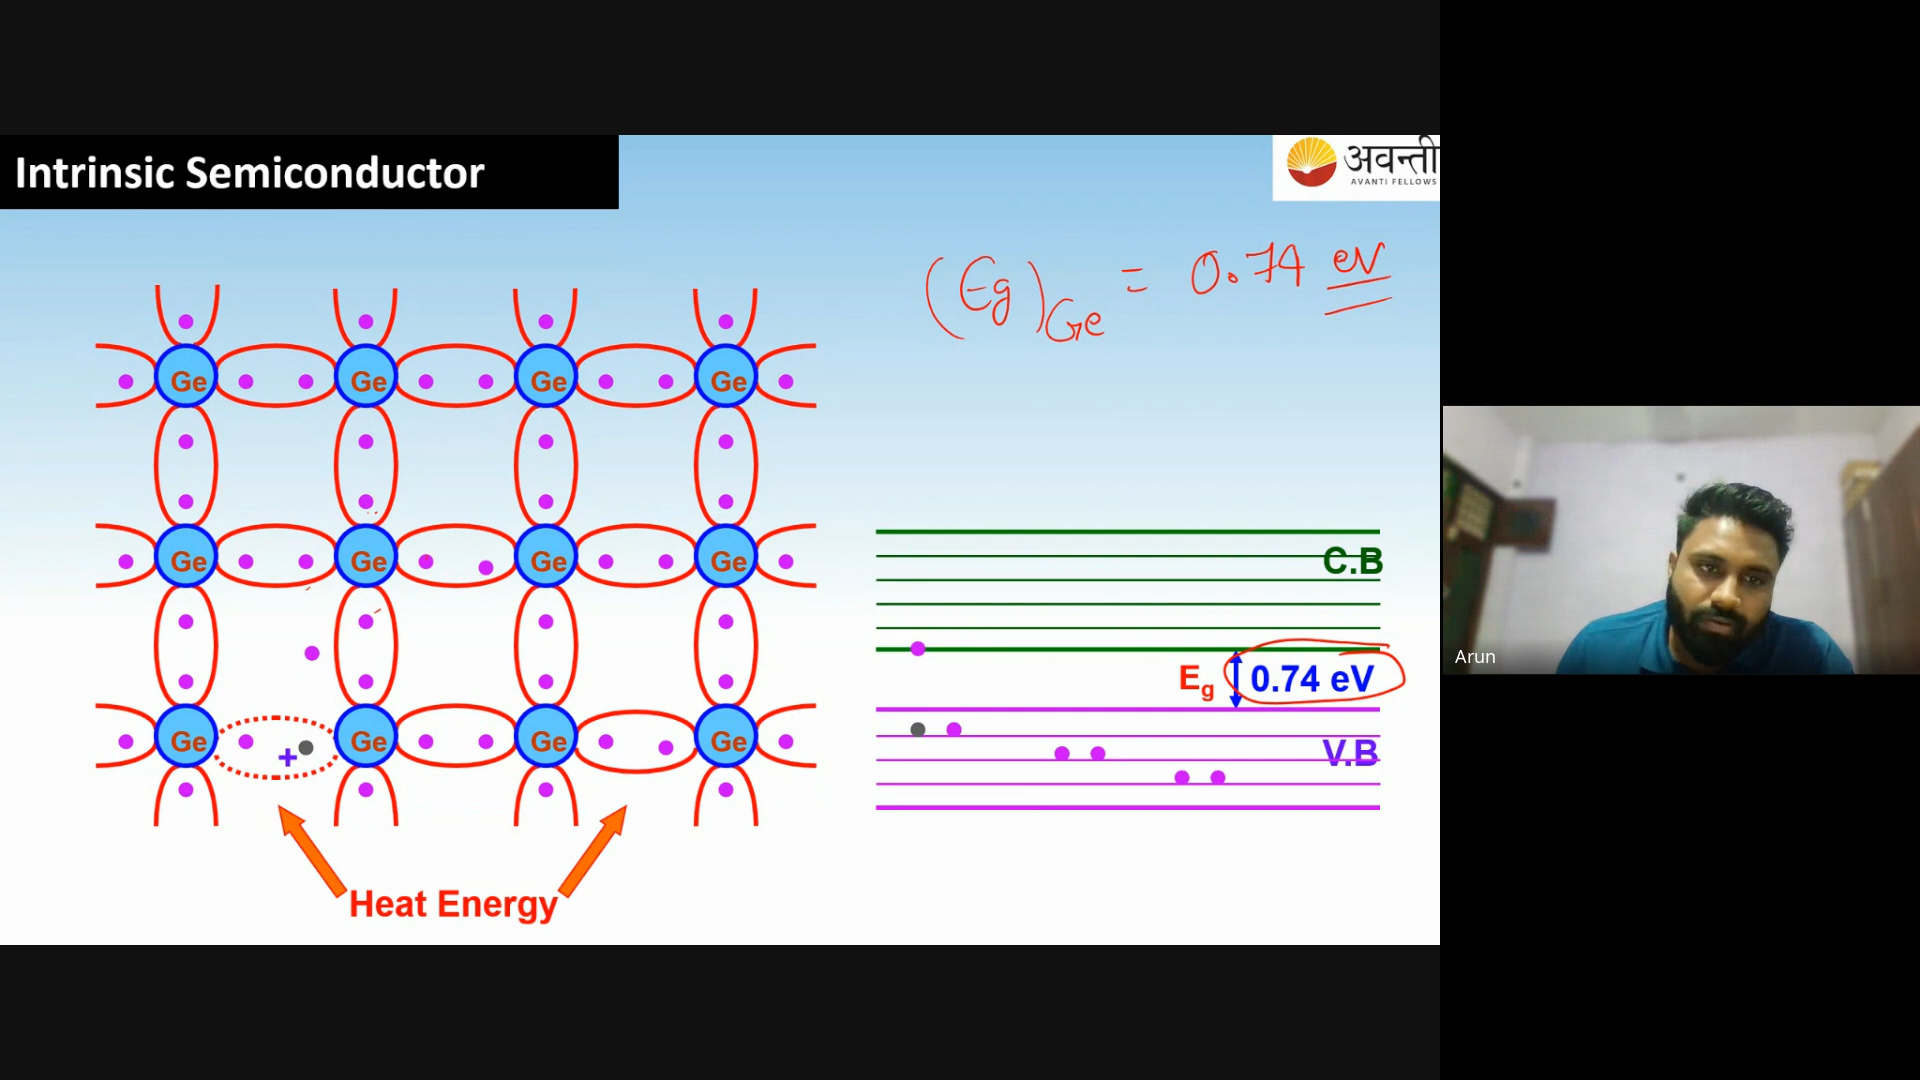 Intrinsic Semiconductor
अवन्ती
AVANTI FELLOWS
(Eg)Ge = 0.74 eV
Ge Ge Ge Ge
Ge Ge Ge Ge
Ge + Ge Ge Ge
Heat Energy
C.B
Eg 0.74 eV
V.B
Arun